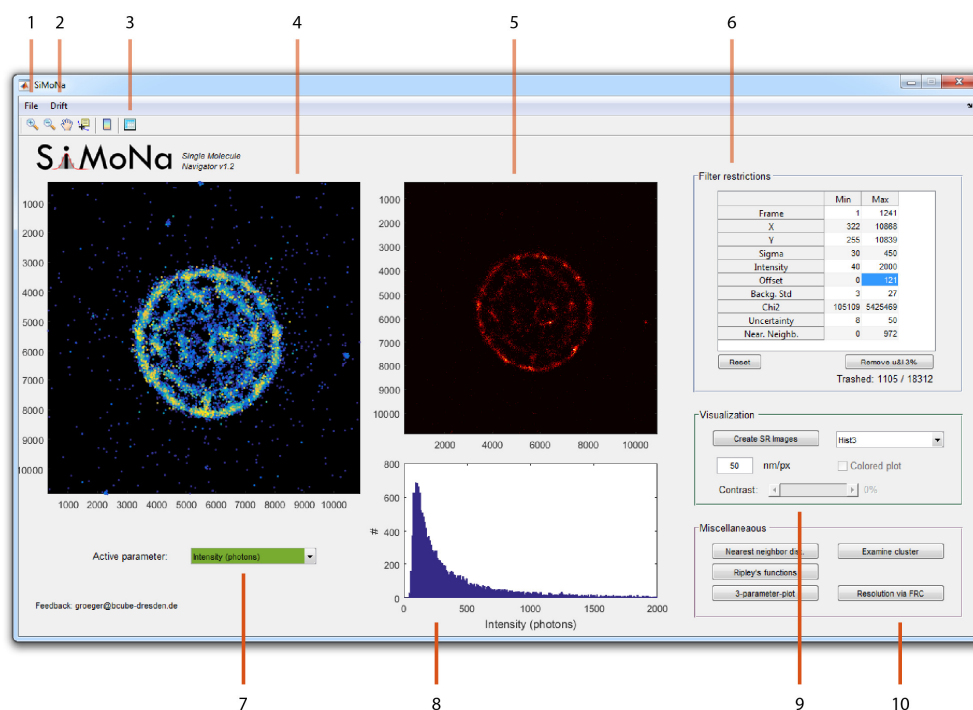 1 2 3 4 5 6
SiMoNa
File Drift
SiMoNa Single Molecule
Navigator v1.2
Filter restrictions
Min Max
Frame 1 1241
X 322 10868
Y 255 10839
Sigma 30 450
Intensity 40 2000
Offset 0 121
Backg. Std 3 27
Chi2 105109 5425469
Uncertainty 8 50
Near. Neighb. 0 972
Reset Remove u&l 3%
Trashed: 1105 / 18312
1000
2000
3000
4000
5000
6000
7000
8000
9000
10000
1000 2000 3000 4000 5000 6000 7000 8000 9000 10000
1000
2000
3000
4000
5000
6000
7000
8000
9000
10000
2000 4000 6000 8000 10000
Visualization
Create SR Images Hist3
50 nm/px Colored plot
Contrast: 0%
800
600
400
200
0
#
0 500 1000 1500 2000
Intensity (photons)
Active parameter: Intensity (photons)
Miscellaneaous
Nearest neighbor dis.. Examine cluster
Ripley's functions
3-parameter-plot Resolution via FRC
Feedback: groeger@bcube-dresden.de
7 8 9 10